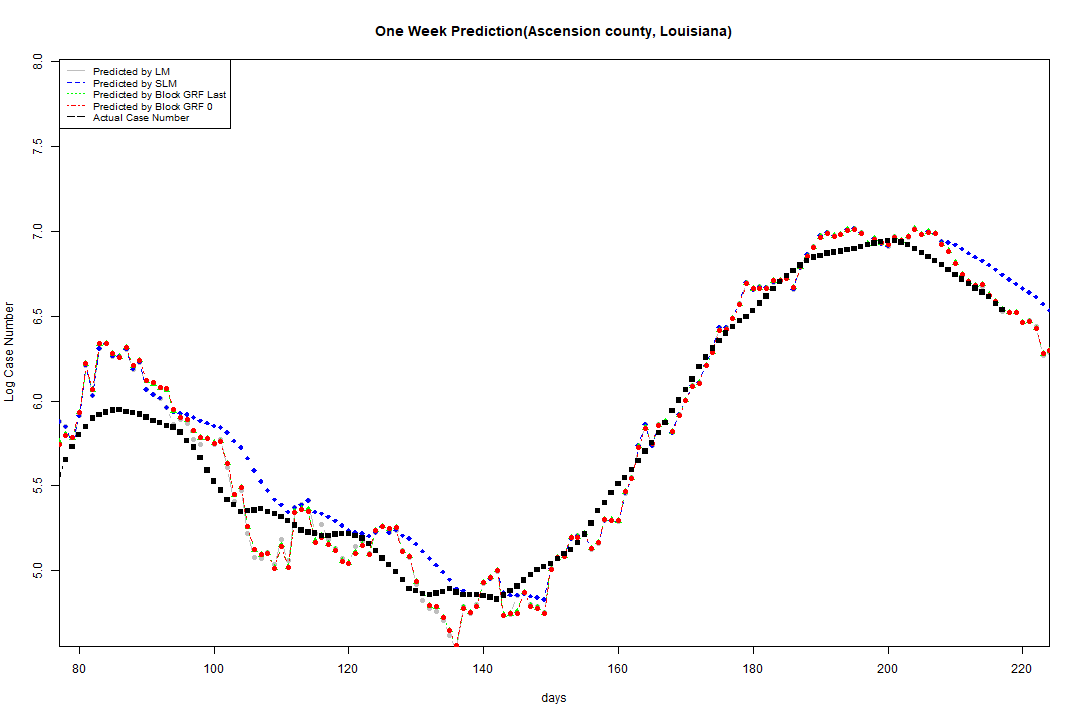 One Week Prediction(Ascension county, Louisiana)
Predicted by LM
Predicted by SLM
Predicted by Block GRF Last
Predicted by Block GRF 0
Actual Case Number
8.0
7.5
7.0
6.5
6.0
5.5
5.0
Log Case Number
80 100 120 140 160 180 200 220
days